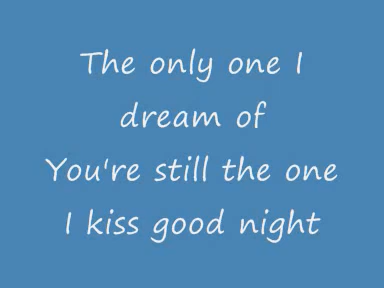 The only one I
dream of
You're still the one
I kiss good night